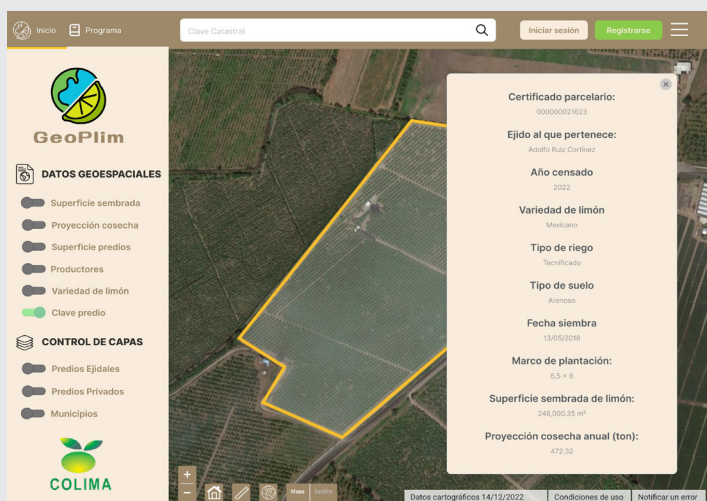 Inicio
Programa
Clave Catastral
Iniciar sesión
Registrarse
GeoPlim
DATOS GEOESPACIALES
Superficie sembrada
Proyección cosecha
Superficie predios
Productores
Variedad de limón
Clave predio
CONTROL DE CAPAS
Predios Ejidales
Predios Privados
Municipios
COLIMA
Certificado parcelario:
000000021623
Ejido al que pertenece:
Adolfo Ruiz Cortínez
Año censado
2022
Variedad de limón
Mexicano
Tipo de riego
Tecnificado
Tipo de suelo
Arenoso
Fecha siembra
13/05/2018
Marco de plantación:
6,5 × 6
Superficie sembrada de limón:
246,000.35 m²
Proyección cosecha anual (ton):
472.32
+
−
Mapa
Satélite
Datos cartográficos 14/12/2022
Condiciones de uso
Notificar un error